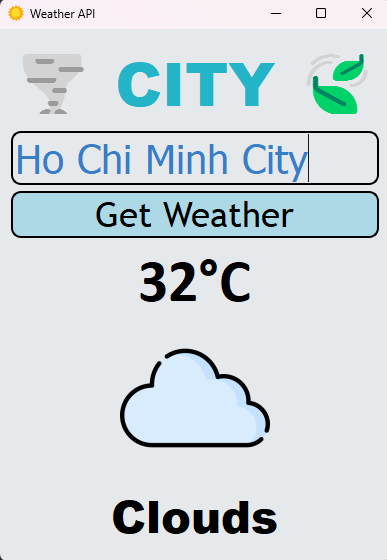 Weather API
CITY
Ho Chi Minh City
Get Weather
32°C
Clouds